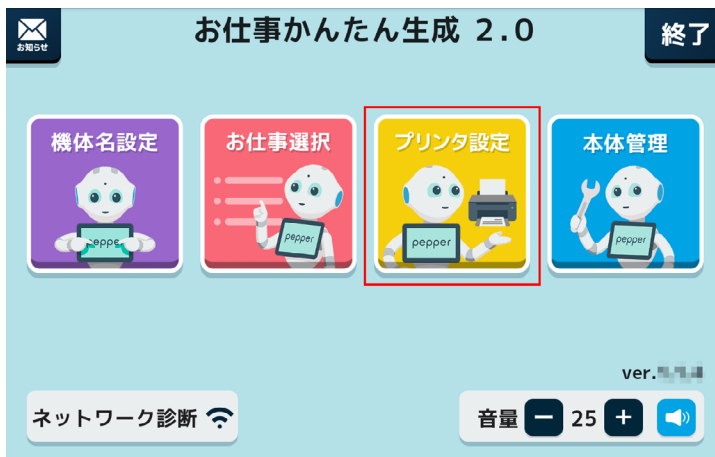 お知らせ
お仕事かんたん生成 2.0
終了
機体名設定
お仕事選択
プリンタ設定
本体管理
pepper
pepper
pepper
ver.
ネットワーク診断
音量 − 25 +